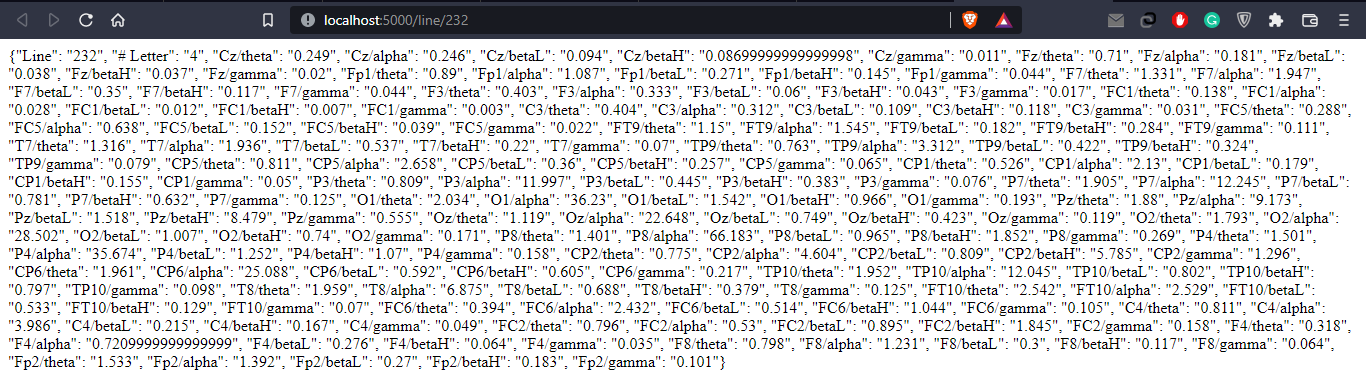 localhost:5000/line/232
{"Line": "232", "# Letter": "4", "Cz/theta": "0.249", "Cz/alpha": "0.246", "Cz/betaL": "0.094", "Cz/betaH": "0.08699999999999998", "Cz/gamma": "0.011", "Fz/theta": "0.71", "Fz/alpha": "0.181", "Fz/betaL":
"0.038", "Fz/betaH": "0.037", "Fz/gamma": "0.02", "Fp1/theta": "0.89", "Fp1/alpha": "1.087", "Fp1/betaL": "0.271", "Fp1/betaH": "0.145", "Fp1/gamma": "0.044", "F7/theta": "1.331", "F7/alpha": "1.947",
"F7/betaL": "0.35", "F7/betaH": "0.117", "F7/gamma": "0.044", "F3/theta": "0.403", "F3/alpha": "0.333", "F3/betaL": "0.06", "F3/betaH": "0.043", "F3/gamma": "0.017", "FC1/theta": "0.138", "FC1/alpha":
"0.028", "FC1/betaL": "0.012", "FC1/betaH": "0.007", "FC1/gamma": "0.003", "C3/theta": "0.404", "C3/alpha": "0.312", "C3/betaL": "0.109", "C3/betaH": "0.118", "C3/gamma": "0.031", "FC5/theta": "0.288",
"FC5/alpha": "0.638", "FC5/betaL": "0.152", "FC5/betaH": "0.039", "FC5/gamma": "0.022", "FT9/theta": "1.15", "FT9/alpha": "1.545", "FT9/betaL": "0.182", "FT9/betaH": "0.284", "FT9/gamma": "0.111",
"T7/theta": "1.316", "T7/alpha": "1.936", "T7/betaL": "0.537", "T7/betaH": "0.22", "T7/gamma": "0.07", "TP9/theta": "0.763", "TP9/alpha": "3.312", "TP9/betaL": "0.422", "TP9/betaH": "0.324",
"TP9/gamma": "0.079", "CP5/theta": "0.811", "CP5/alpha": "2.658", "CP5/betaL": "0.36", "CP5/betaH": "0.257", "CP5/gamma": "0.065", "CP1/theta": "0.526", "CP1/alpha": "2.13", "CP1/betaL": "0.179",
"CP1/betaH": "0.155", "CP1/gamma": "0.05", "P3/theta": "0.809", "P3/alpha": "11.997", "P3/betaL": "0.445", "P3/betaH": "0.383", "P3/gamma": "0.076", "P7/theta": "1.905", "P7/alpha": "12.245", "P7/betaL":
"0.781", "P7/betaH": "0.632", "P7/gamma": "0.125", "O1/theta": "2.034", "O1/alpha": "36.23", "O1/betaL": "1.542", "O1/betaH": "0.966", "O1/gamma": "0.193", "Pz/theta": "1.88", "Pz/alpha": "9.173",
"Pz/betaL": "1.518", "Pz/betaH": "8.479", "Pz/gamma": "0.555", "Oz/theta": "1.119", "Oz/alpha": "22.648", "Oz/betaL": "0.749", "Oz/betaH": "0.423", "Oz/gamma": "0.119", "O2/theta": "1.793", "O2/alpha":
"28.502", "O2/betaL": "1.007", "O2/betaH": "0.74", "O2/gamma": "0.171", "P8/theta": "1.401", "P8/alpha": "66.183", "P8/betaL": "0.965", "P8/betaH": "1.852", "P8/gamma": "0.269", "P4/theta": "1.501",
"P4/alpha": "35.674", "P4/betaL": "1.252", "P4/betaH": "1.07", "P4/gamma": "0.158", "CP2/theta": "0.775", "CP2/alpha": "4.604", "CP2/betaL": "0.809", "CP2/betaH": "5.785", "CP2/gamma": "1.296",
"CP6/theta": "1.961", "CP6/alpha": "25.088", "CP6/betaL": "0.592", "CP6/betaH": "0.605", "CP6/gamma": "0.217", "TP10/theta": "1.952", "TP10/alpha": "12.045", "TP10/betaL": "0.802", "TP10/betaH":
"0.797", "TP10/gamma": "0.098", "T8/theta": "1.959", "T8/alpha": "6.875", "T8/betaL": "0.688", "T8/betaH": "0.379", "T8/gamma": "0.125", "FT10/theta": "2.542", "FT10/alpha": "2.529", "FT10/betaL":
"0.533", "FT10/betaH": "0.129", "FT10/gamma": "0.07", "FC6/theta": "0.394", "FC6/alpha": "2.432", "FC6/betaL": "0.514", "FC6/betaH": "1.044", "FC6/gamma": "0.105", "C4/theta": "0.811", "C4/alpha":
"3.986", "C4/betaL": "0.215", "C4/betaH": "0.167", "C4/gamma": "0.049", "FC2/theta": "0.796", "FC2/alpha": "0.53", "FC2/betaL": "0.895", "FC2/betaH": "1.845", "FC2/gamma": "0.158", "F4/theta": "0.318",
"F4/alpha": "0.7209999999999999", "F4/betaL": "0.276", "F4/betaH": "0.064", "F4/gamma": "0.035", "F8/theta": "0.798", "F8/alpha": "1.231", "F8/betaL": "0.3", "F8/betaH": "0.117", "F8/gamma": "0.064",
"Fp2/theta": "1.533", "Fp2/alpha": "1.392", "Fp2/betaL": "0.27", "Fp2/betaH": "0.183", "Fp2/gamma": "0.101"}